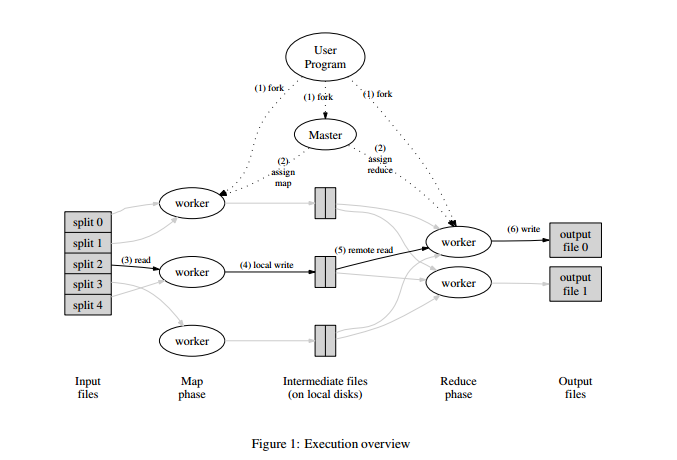 User
Program
(1) fork
(1) fork
(1) fork
Master
(2)
assign
map
(2)
assign
reduce
worker
split 0
split 1
split 2
split 3
split 4
(3) read
worker
(4) local write
(5) remote read
worker
(6) write
output
file 0
worker
output
file 1
worker
Input
files
Map
phase
Intermediate files
(on local disks)
Reduce
phase
Output
files
Figure 1: Execution overview